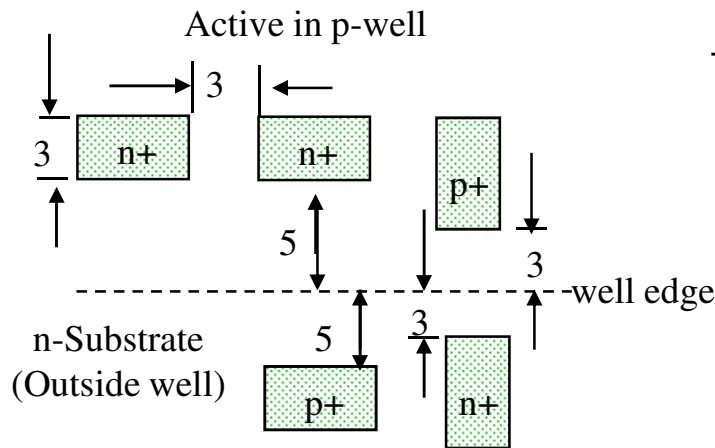 Active in p-well
3
3
n+
n+
p+
5
3
well edge
n-Substrate
(Outside well)
5
3
p+
n+